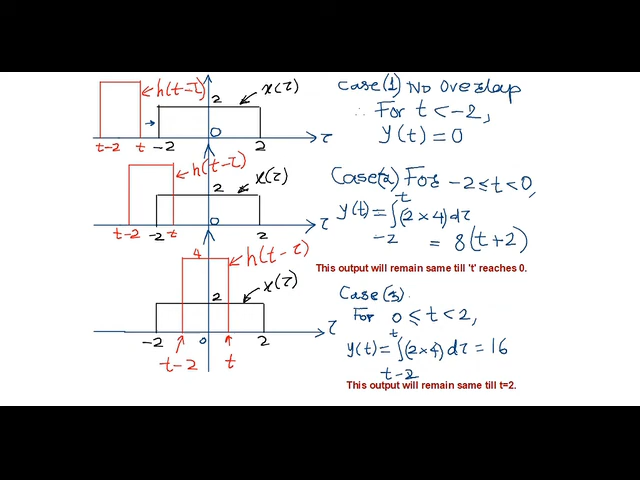 h(t-τ)
2
x(τ)
t-2 t -2 0 2 τ
Case(1) No Overlap
∴ For t < -2,
y(t) = 0
h(t-τ)
2
x(τ)
t-2 -2 t 0 2
Case(2) For -2 ≤ t < 0,
y(t) = ∫ t -2 (2×4)dτ
= 8(t+2)
This output will remain same till 't' reaches 0.
4
h(t-τ)
2
x(τ)
-2 0 2 τ
t-2 t
Case(3).
For 0 ≤ t < 2,
y(t) = ∫ t t-2 (2×4)dτ = 16
This output will remain same till t=2.